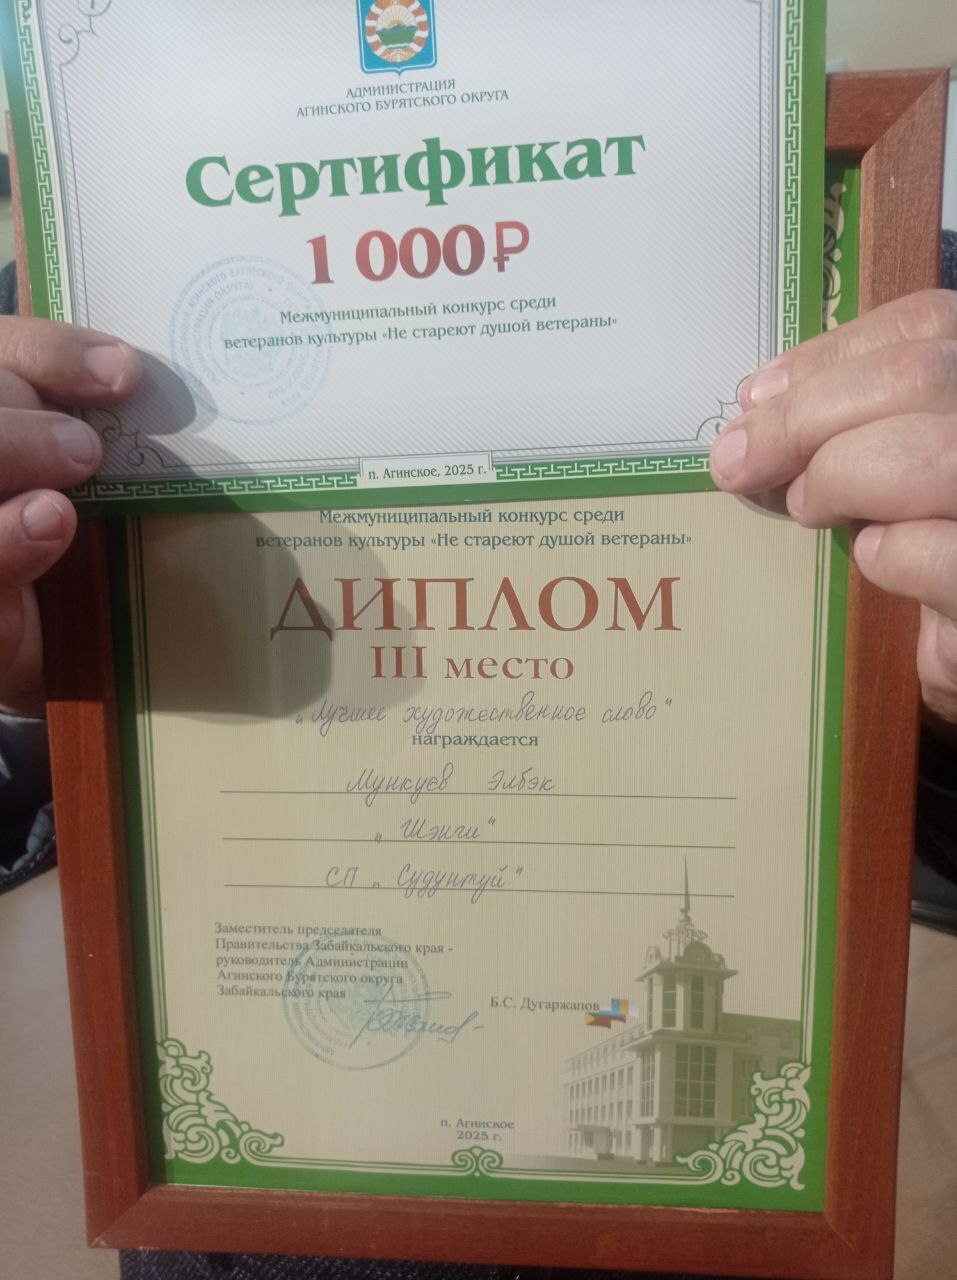 АДМИНИСТРАЦИЯ
АГИНСКОГО БУРЯТСКОГО ОКРУГА
Сертификат
1 000 ₽
Межмуниципальный конкурс среди
ветеранов культуры «Не стареют душой ветераны»
п. Агинское, 2025 г.
Межмуниципальный конкурс среди
ветеранов культуры «Не стареют душой ветераны»
ДИПЛОМ
III место
"Лучшее художественное слово"
награждается
Мункуев Элбэк
"Шэнги"
СП "Судунтуй"
Заместитель председателя
Правительства Забайкальского края -
руководитель Администрации
Агинского Бурятского округа
Забайкальского края
Б.С. Дугаржапов
п. Агинское
2025 г.